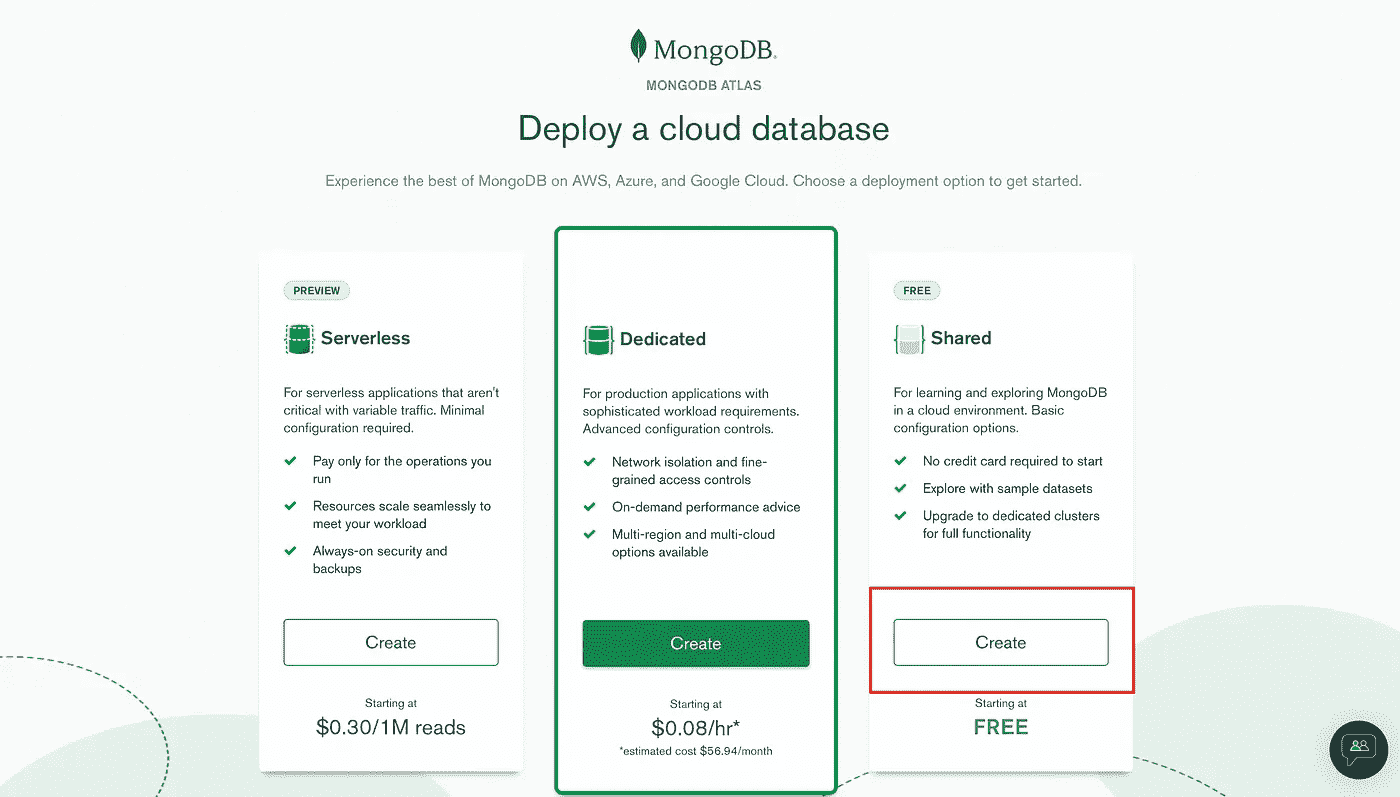 MongoDB.
MONGODB ATLAS
Deploy a cloud database
Experience the best of MongoDB on AWS, Azure, and Google Cloud. Choose a deployment option to get started.
PREVIEW
Serverless
For serverless applications that aren't
critical with variable traffic. Minimal
configuration required.
Pay only for the operations you
run
Resources scale seamlessly to
meet your workload
Always-on security and
backups
Create
Starting at
$0.30/1M reads
Dedicated
For production applications with
sophisticated workload requirements.
Advanced configuration controls.
Network isolation and fine-
grained access controls
On-demand performance advice
Multi-region and multi-cloud
options available
Create
Starting at
$0.08/hr*
*estimated cost $56.94/month
FREE
Shared
For learning and exploring MongoDB
in a cloud environment. Basic
configuration options.
No credit card required to start
Explore with sample datasets
Upgrade to dedicated clusters
for full functionality
Create
Starting at
FREE